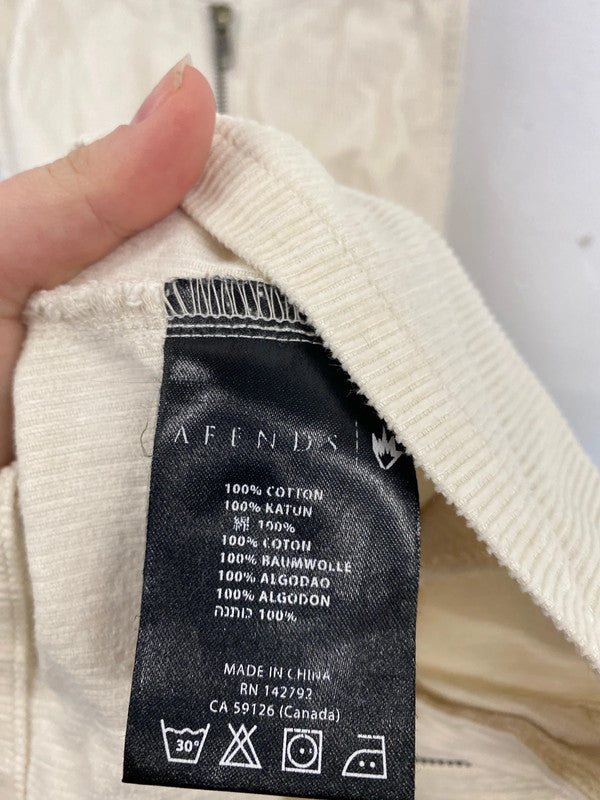 AFENDS
100% COTTON
100% KATUN
綿 100%
100% COTON
100% BAUMWOLLE
100% ALGODAO
100% ALGODON
100% כותנה
MADE IN CHINA
RN 142792
CA 59126 (Canada)
30°